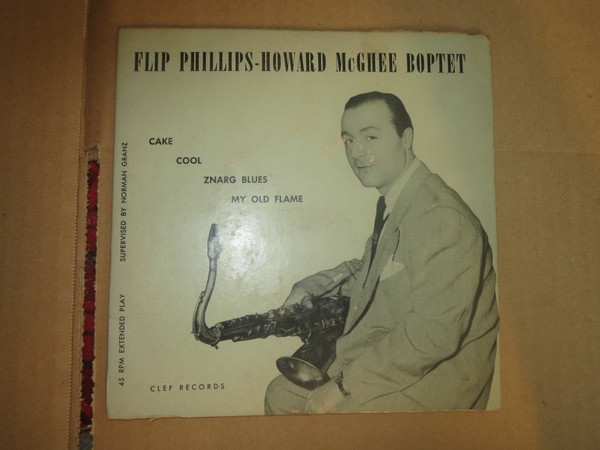 FLIP PHILLIPS-HOWARD McGHEE BOPTET
CAKE
COOL
ZNARG BLUES
MY OLD FLAME
45 RPM EXTENDED PLAY SUPERVISED BY NORMAN GRANZ
CLEF RECORDS